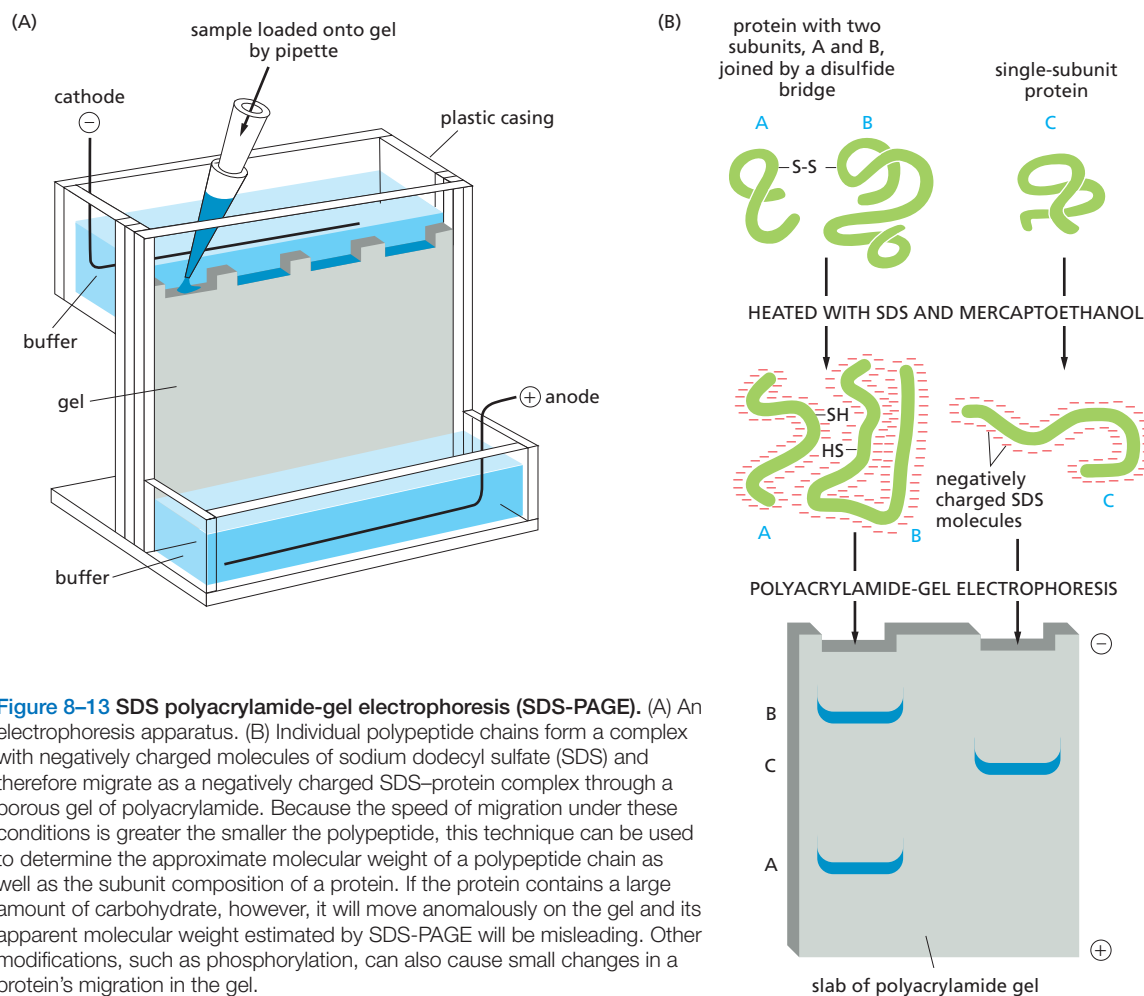 (A)
sample loaded onto gel
by pipette
cathode
−
plastic casing
buffer
gel
+ anode
buffer
(B)
protein with two
subunits, A and B,
joined by a disulfide
bridge
single-subunit
protein
A
B
C
S-S
HEATED WITH SDS AND MERCAPTOETHANOL
SH
HS
negatively
charged SDS
molecules
A
B
C
POLYACRYLAMIDE-GEL ELECTROPHORESIS
−
B
C
A
+
slab of polyacrylamide gel
Figure 8–13 SDS polyacrylamide-gel electrophoresis (SDS-PAGE). (A) An
electrophoresis apparatus. (B) Individual polypeptide chains form a complex
with negatively charged molecules of sodium dodecyl sulfate (SDS) and
therefore migrate as a negatively charged SDS–protein complex through a
porous gel of polyacrylamide. Because the speed of migration under these
conditions is greater the smaller the polypeptide, this technique can be used
to determine the approximate molecular weight of a polypeptide chain as
well as the subunit composition of a protein. If the protein contains a large
amount of carbohydrate, however, it will move anomalously on the gel and its
apparent molecular weight estimated by SDS-PAGE will be misleading. Other
modifications, such as phosphorylation, can also cause small changes in a
protein's migration in the gel.